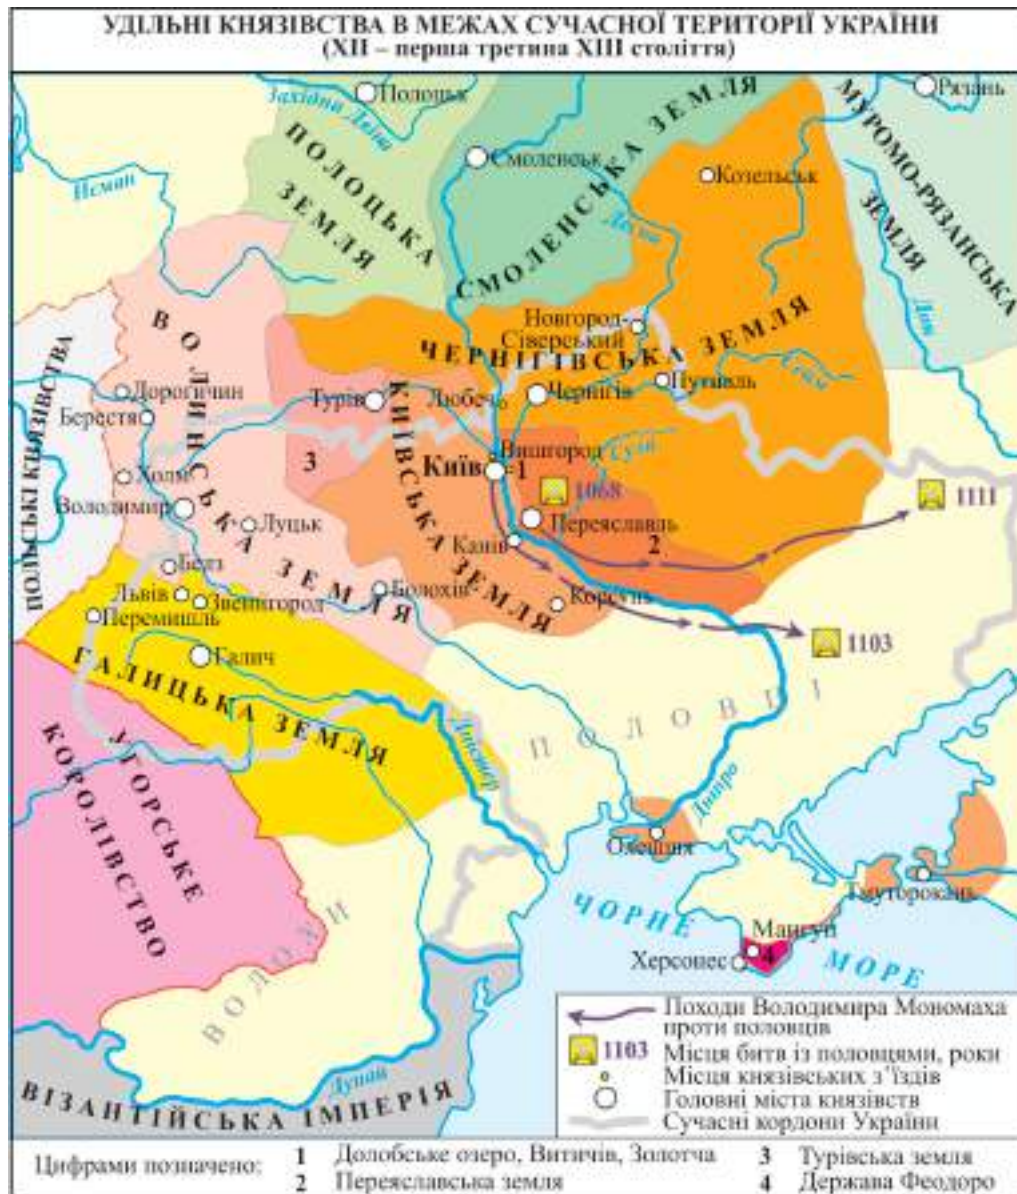 УДІЛЬНІ КНЯЗІВСТВА В МЕЖАХ СУЧАСНОЇ ТЕРИТОРІЇ УКРАЇНИ
(XII – перша третина XIII століття)
Полоцьк
Рязань
Західна Двіна
ПОЛОЦЬКА
ЗЕМЛЯ
Смоленськ
СМОЛЕНСЬКА ЗЕМЛЯ
Козельськ
МУРОМО-РЯЗАНСЬКА
ЗЕМЛЯ
Неман
Десна
Дон
Новгород-
Сіверський
ЧЕРНІГІВСЬКА ЗЕМЛЯ
ПОЛЬСЬКІ КНЯЗІВСТВА
ВОЛИНСЬКА ЗЕМЛЯ
Дорогичин
Берестя
Турів
Любеч
Чернігів
Путивль
Сейм
КИЇВСЬКА ЗЕМЛЯ
Вишгород
Сула
3
Холм
Київ
1
1068
1111
Володимир
Луцьк
Переяславль
Канів
2
Белз
Львів
Звенигород
Болохів
Корсунь
Перемишль
1103
Галич
ГАЛИЦЬКА ЗЕМЛЯ
ПОЛОВЦІ
Дністер
УГОРСЬКЕ
КОРОЛІВСТВО
Дніпро
Олешшя
Тмуторокань
ВОЛОХИ
ЧОРНЕ МОРЕ
Мангуп
4
Херсонес
Дунай
ВІЗАНТІЙСЬКА ІМПЕРІЯ
Походи Володимира Мономаха
проти половців
1103 Місця битв із половцями, роки
Місця князівських з'їздів
Головні міста князівств
Сучасні кордони України
Цифрами позначено:
1 Долобське озеро, Витичів, Золотча
2 Переяславська земля
3 Турівська земля
4 Держава Феодоро